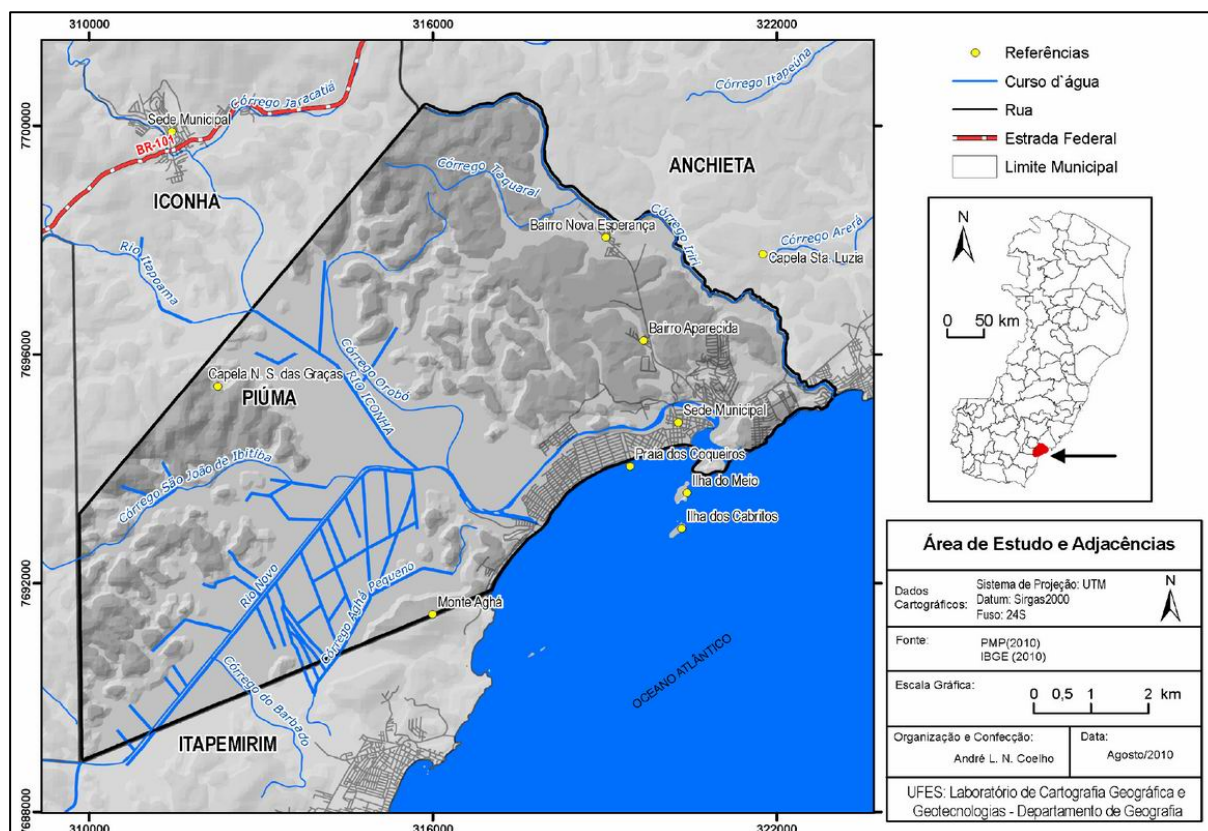 310000
316000
322000
7700000
7696000
7692000
7688000
310000
316000
322000
Córrego Itapeúna
Córrego Jaracatiá
Sede Municipal
BR-101
ICONHA
ANCHIETA
Córrego Taquaral
Bairro Nova Esperança
Córrego Iriri
Córrego Arerá
Capela Sta. Luzia
Rio Itapoama
Bairro Aparecida
Córrego Orobó
RIO ICONHA
Capela N. S. das Graças
PIÚMA
Sede Municipal
Praia dos Coqueiros
Ilha do Meio
Ilha dos Cabritos
Córrego São João de Ibitiba
Rio Novo
Córrego Aghá Pequeno
Monte Aghá
Córrego do Barbado
ITAPEMIRIM
OCEANO ATLÂNTICO
Referências
Curso d`água
Rua
Estrada Federal
Limite Municipal
N
0 50 km
Área de Estudo e Adjacências
Dados
Cartográficos:
Sistema de Projeção: UTM
Datum: Sirgas2000
Fuso: 24S
N
Fonte:
PMP(2010)
IBGE (2010)
Escala Gráfica:
0 0,5 1 2 km
Organização e Confecção:
André L. N. Coelho
Data:
Agosto/2010
UFES: Laboratório de Cartografia Geográfica e
Geotecnologias - Departamento de Geografia